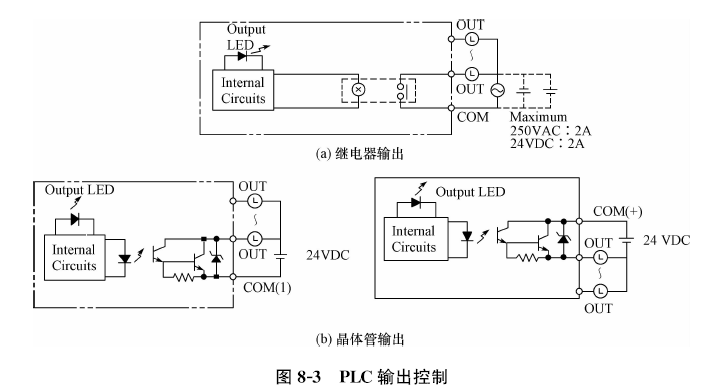 Output
LED
OUT
Internal
Circuits
L
L
OUT
COM
Maximum
250VAC：2A
24VDC：2A
(a) 继电器输出
Output LED
OUT
L
Internal
Circuits
L
OUT
24VDC
COM(1)
Output LED
COM(+)
Internal
Circuits
24 VDC
OUT
L
L
OUT
(b) 晶体管输出
图 8-3 PLC 输出控制